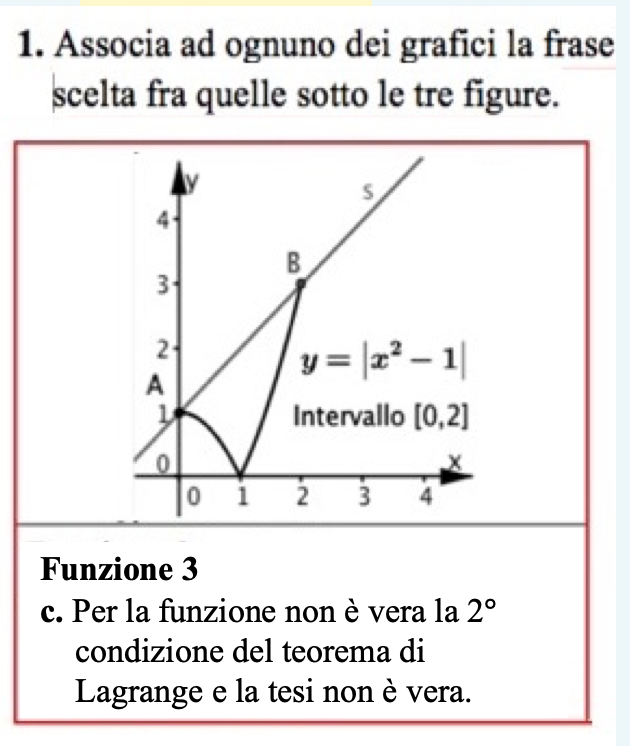 1. Associa ad ognuno dei grafici la frase
scelta fra quelle sotto le tre figure.
y
s
4
B
3
2
y = |x² – 1|
A
1
Intervallo [0,2]
0
x
0 1 2 3 4
Funzione 3
c. Per la funzione non è vera la 2°
condizione del teorema di
Lagrange e la tesi non è vera.